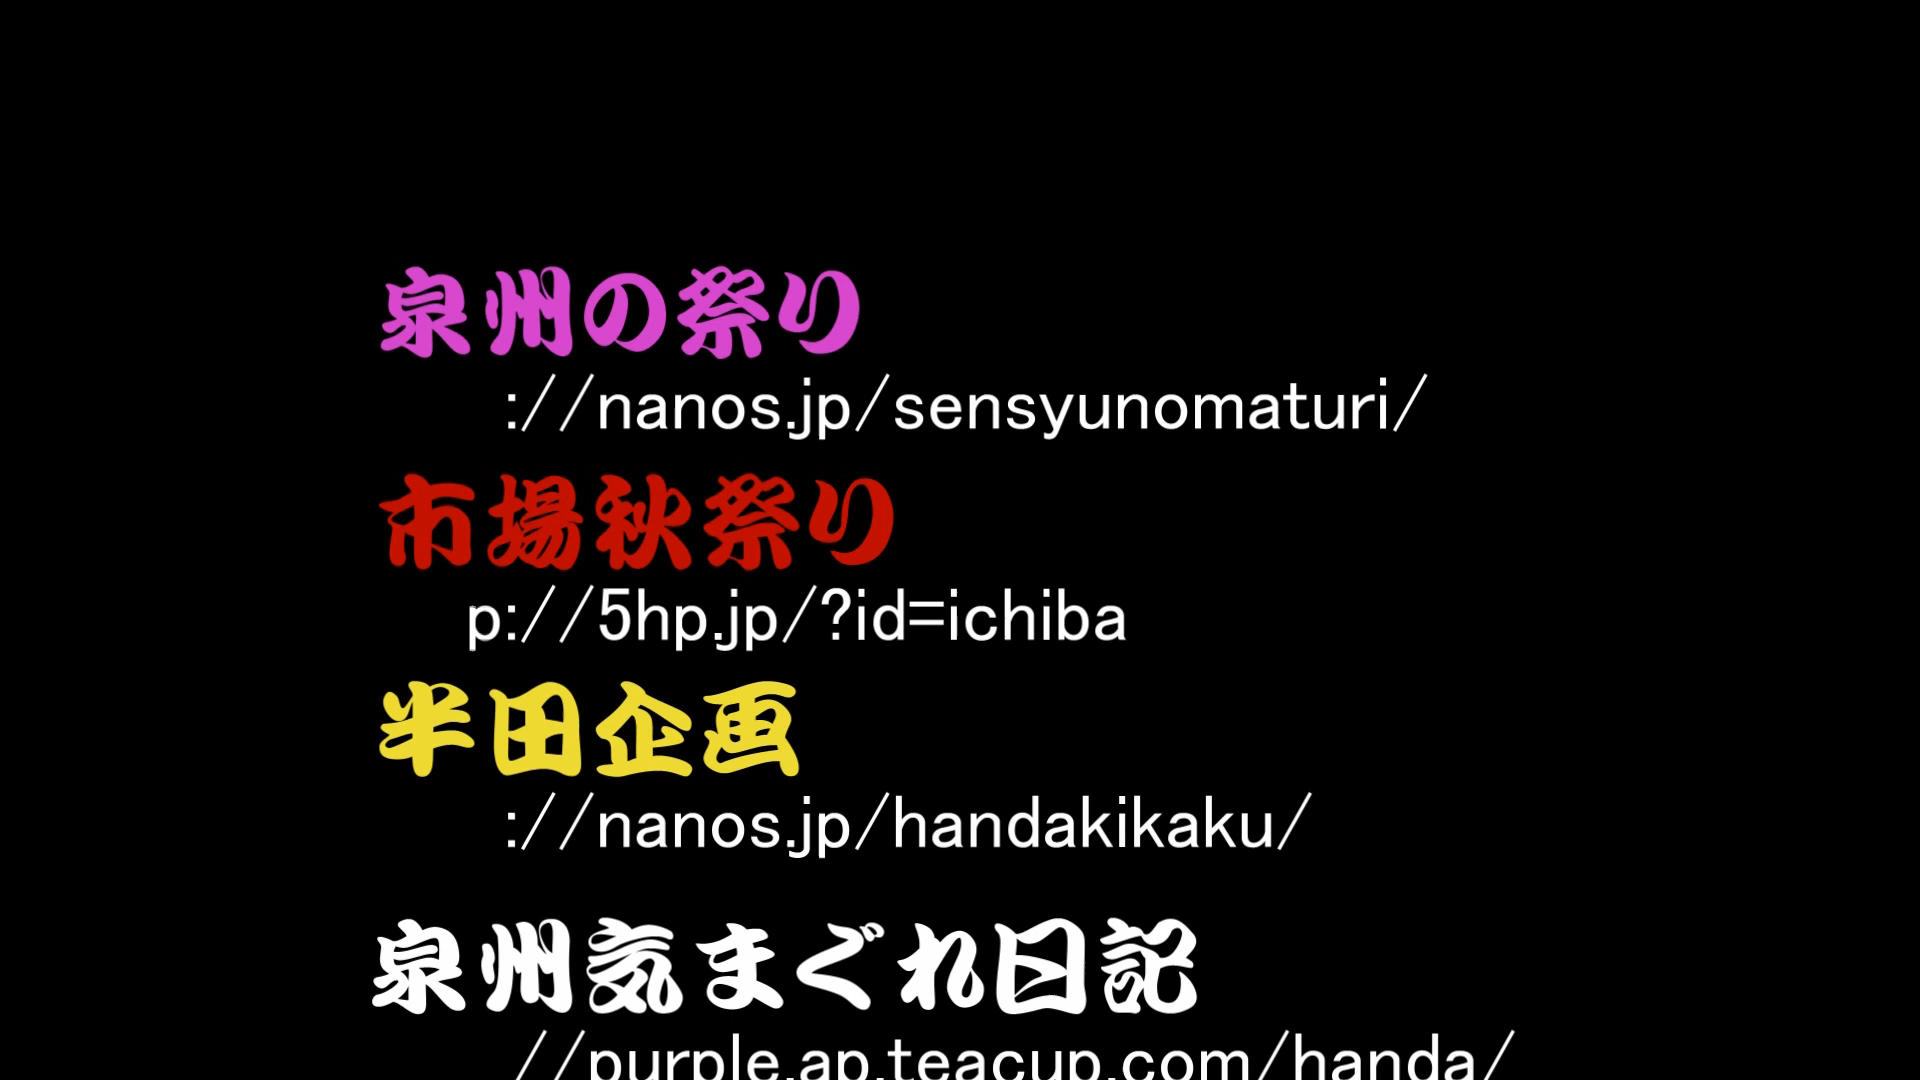 泉州の祭り
://nanos.jp/sensyunomaturi/
市場秋祭り
p://5hp.jp/?id=ichiba
半田企画
://nanos.jp/handakikaku/
泉州気まぐれ日記
//purple.ap.teacup.com/handa/